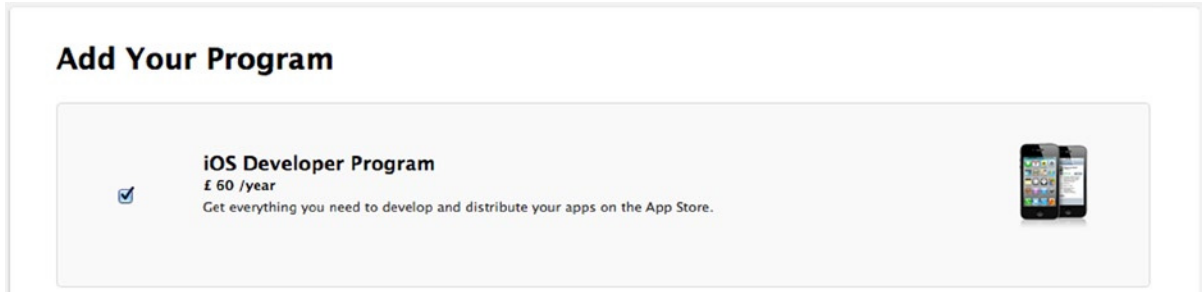 Add Your Program
iOS Developer Program
£ 60 /year
Get everything you need to develop and distribute your apps on the App Store.